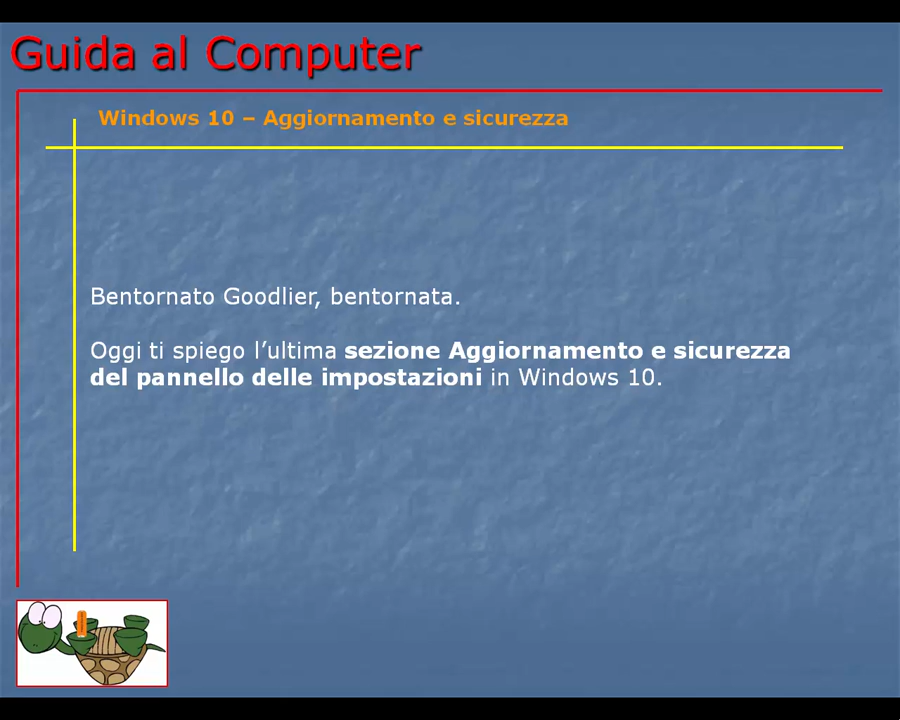 Guida al Computer
Windows 10 – Aggiornamento e sicurezza
Bentornato Goodlier, bentornata.
Oggi ti spiego l’ultima sezione Aggiornamento e sicurezza
del pannello delle impostazioni in Windows 10.